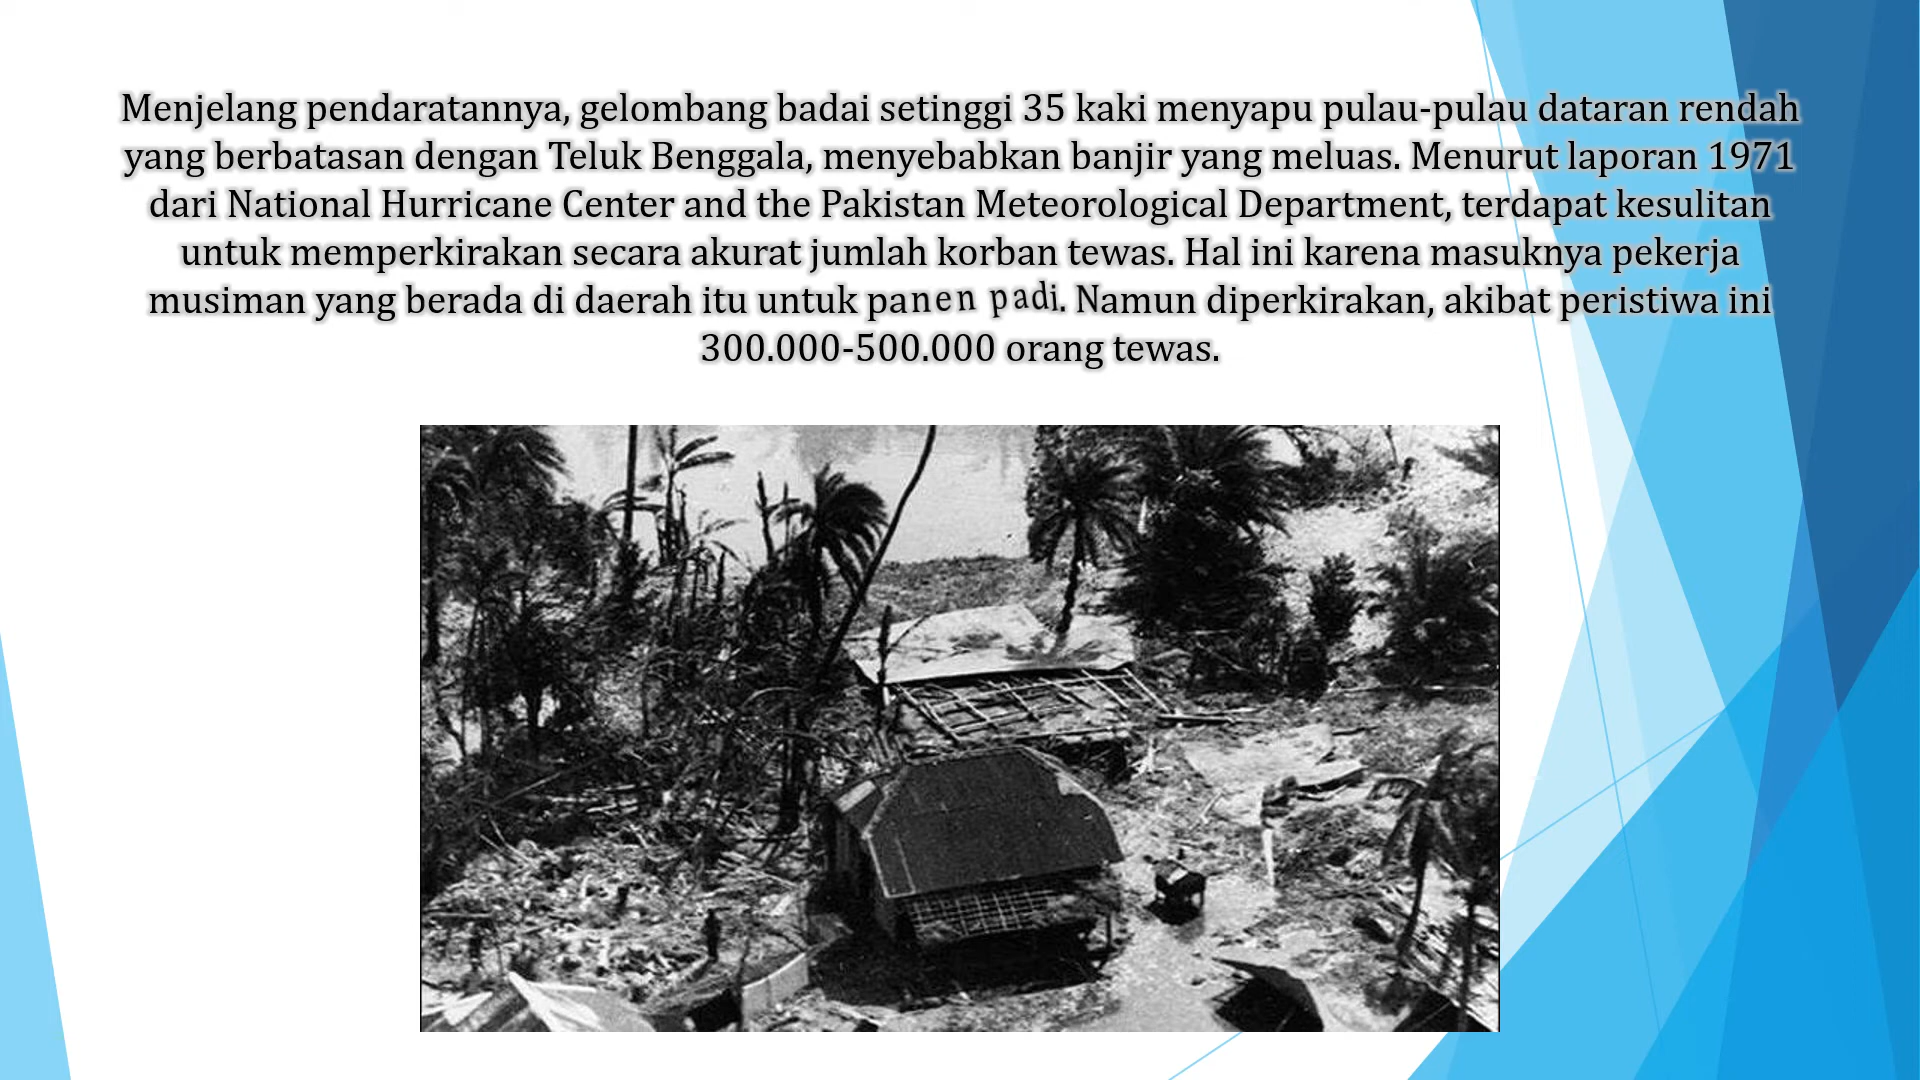 Menjelang pendaratannya, gelombang badai setinggi 35 kaki menyapu pulau-pulau dataran rendah
yang berbatasan dengan Teluk Benggala, menyebabkan banjir yang meluas. Menurut laporan 1971
dari National Hurricane Center and the Pakistan Meteorological Department, terdapat kesulitan
untuk memperkirakan secara akurat jumlah korban tewas. Hal ini karena masuknya pekerja
musiman yang berada di daerah itu untuk panen padi. Namun diperkirakan, akibat peristiwa ini
300.000-500.000 orang tewas.